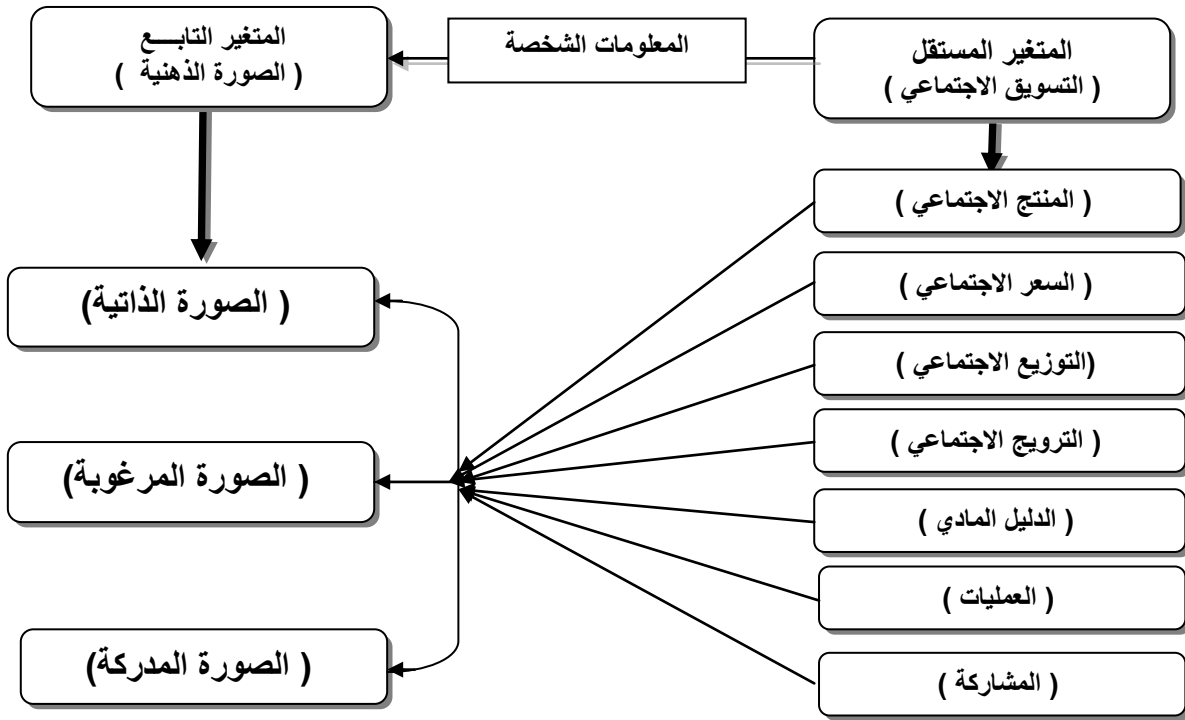 المتغير المستقل
( التسويق الاجتماعي )
المعلومات الشخصة
المتغير التابـــع
( الصورة الذهنية )
( المنتج الاجتماعي )
( السعر الاجتماعي )
(التوزيع الاجتماعي )
( الترويج الاجتماعي )
( الدليل المادي )
( العمليات )
( المشاركة )
( الصورة الذاتية)
( الصورة المرغوبة)
( الصورة المدركة)